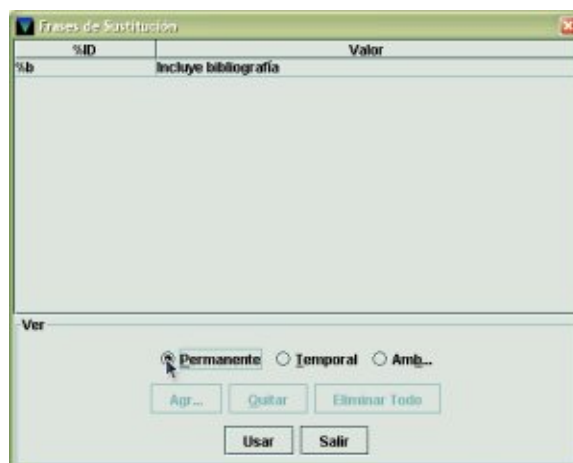 Frases de Sustitución
%ID Valor
%b Incluye bibliografía
Ver
Permanente Temporal Amb...
Agr... Quitar Eliminar Todo
Usar Salir